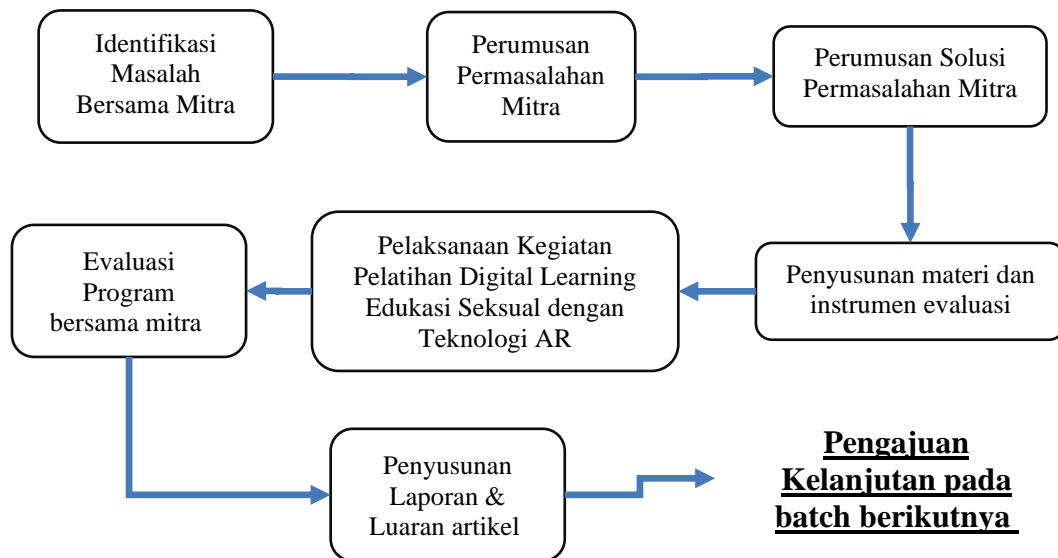 Identifikasi
Masalah
Bersama Mitra
Perumusan
Permasalahan
Mitra
Perumusan Solusi
Permasalahan Mitra
Penyusunan materi dan
instrumen evaluasi
Pelaksanaan Kegiatan
Pelatihan Digital Learning
Edukasi Seksual dengan
Teknologi AR
Evaluasi
Program
bersama mitra
Penyusunan
Laporan &
Luaran artikel
Pengajuan
Kelanjutan pada
batch berikutnya